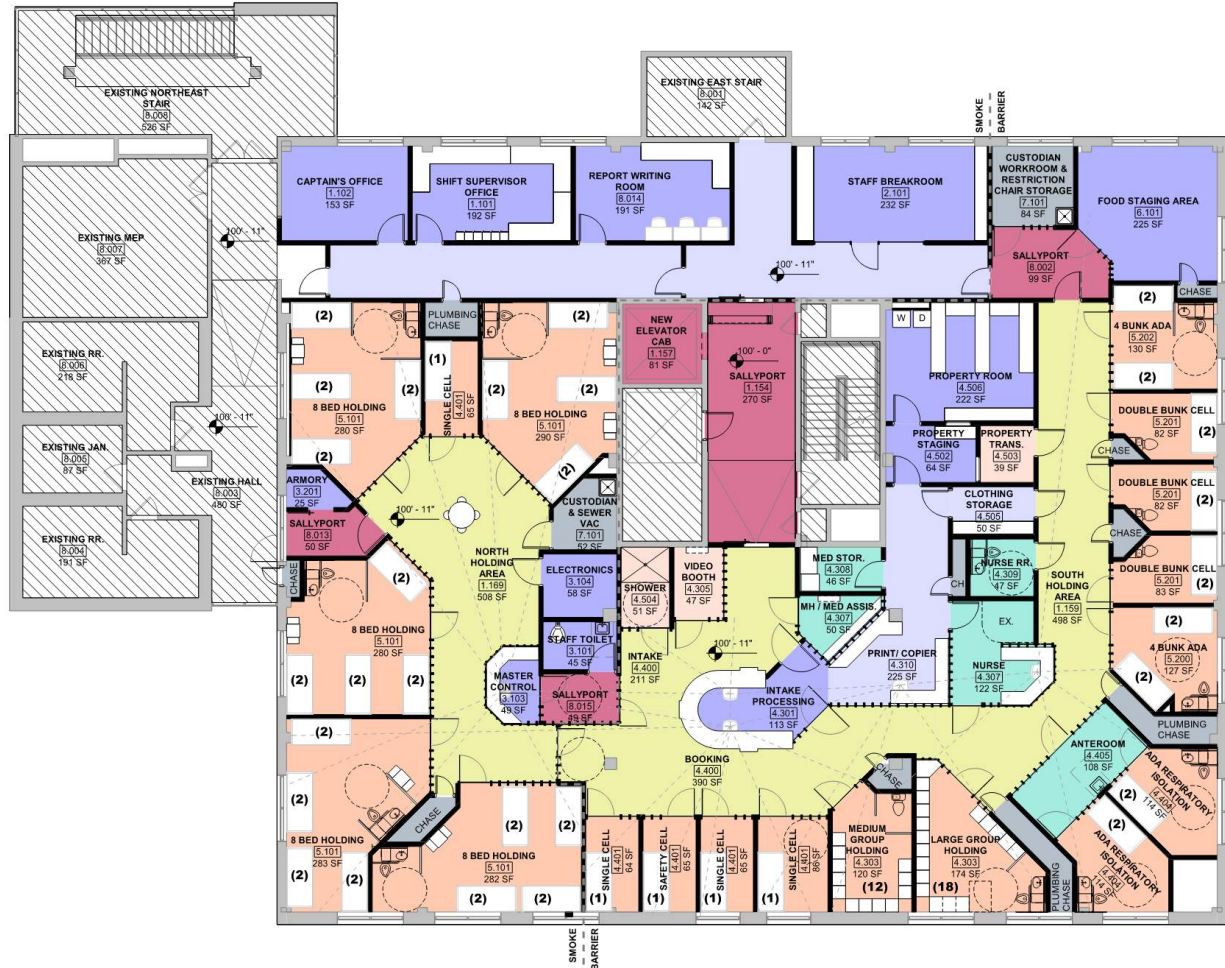 EXISTING NORTHEAST
STAIR
8.008
526 SF
EXISTING EAST STAIR
8.001
142 SF
SMOKE
BARRIER
CAPTAIN'S OFFICE
1.102
153 SF
SHIFT SUPERVISOR
OFFICE
1.101
192 SF
REPORT WRITING
ROOM
8.014
191 SF
STAFF BREAKROOM
2.101
232 SF
CUSTODIAN
WORKROOM &
RESTRICTION
CHAIR STORAGE
7.101
84 SF
FOOD STAGING AREA
6.101
225 SF
EXISTING MEP
8.007
367 SF
100' - 11"
100' - 11"
SALLYPORT
8.002
99 SF
CHASE
(2)
PLUMBING
CHASE
(2)
NEW
ELEVATOR
CAB
1.157
81 SF
W
D
(2)
4 BUNK ADA
5.202
130 SF
(2)
EXISTING RR.
8.006
218 SF
(1)
SINGLE CELL
4.401
65 SF
100' - 0"
SALLYPORT
1.154
270 SF
PROPERTY ROOM
4.506
222 SF
(2)
(2)
(2)
(2)
8 BED HOLDING
5.101
280 SF
8 BED HOLDING
5.101
290 SF
100' - 11"
DOUBLE BUNK CELL
5.201
82 SF
(2)
EXISTING JAN.
8.005
87 SF
PROPERTY
STAGING
4.502
64 SF
PROPERTY
TRANS.
4.503
39 SF
CHASE
(2)
(2)
EXISTING HALL
8.003
480 SF
ARMORY
3.201
25 SF
CUSTODIAN
& SEWER
VAC
7.101
52 SF
DOUBLE BUNK CELL
5.201
82 SF
(2)
CLOTHING
STORAGE
4.505
50 SF
EXISTING RR.
8.004
191 SF
SALLYPORT
8.013
50 SF
100' - 11"
CHASE
NORTH
HOLDING
AREA
1.169
508 SF
ELECTRONICS
3.104
58 SF
SHOWER
4.504
51 SF
VIDEO
BOOTH
4.305
47 SF
MED STOR.
4.308
46 SF
CH
NURSE RR.
4.309
47 SF
DOUBLE BUNK CELL
5.201
83 SF
(2)
CHASE
(2)
8 BED HOLDING
5.101
280 SF
(2)
(2)
(2)
MH / MED ASSIS.
4.307
50 SF
SOUTH
HOLDING
AREA
1.159
498 SF
EX.
(2)
4 BUNK ADA
5.200
127 SF
(2)
STAFF TOILET
3.101
45 SF
INTAKE
4.400
211 SF
100' - 11"
PRINT/ COPIER
4.310
225 SF
NURSE
4.307
122 SF
MASTER
CONTROL
3.103
49 SF
SALLYPORT
8.015
49 SF
INTAKE
PROCESSING
4.301
113 SF
PLUMBING
CHASE
(2)
ANTEROOM
4.405
108 SF
BOOKING
4.400
390 SF
CHASE
ADA RESPIRATORY
ISOLATION
4.404
114 SF
(2)
(2)
8 BED HOLDING
5.101
283 SF
(2)
(2)
CHASE
(2)
(2)
8 BED HOLDING
5.101
282 SF
(2)
(2)
SINGLE CELL
4.401
64 SF
(1)
SAFETY CELL
4.401
65 SF
(1)
SINGLE CELL
4.401
65 SF
(1)
SINGLE CELL
4.401
86 SF
(1)
MEDIUM
GROUP
HOLDING
4.303
120 SF
(12)
LARGE GROUP
HOLDING
4.303
174 SF
(18)
PLUMBING
CHASE
(2)
ADA RESPIRATORY
ISOLATION
4.404
114 SF
SMOKE
BARRIER